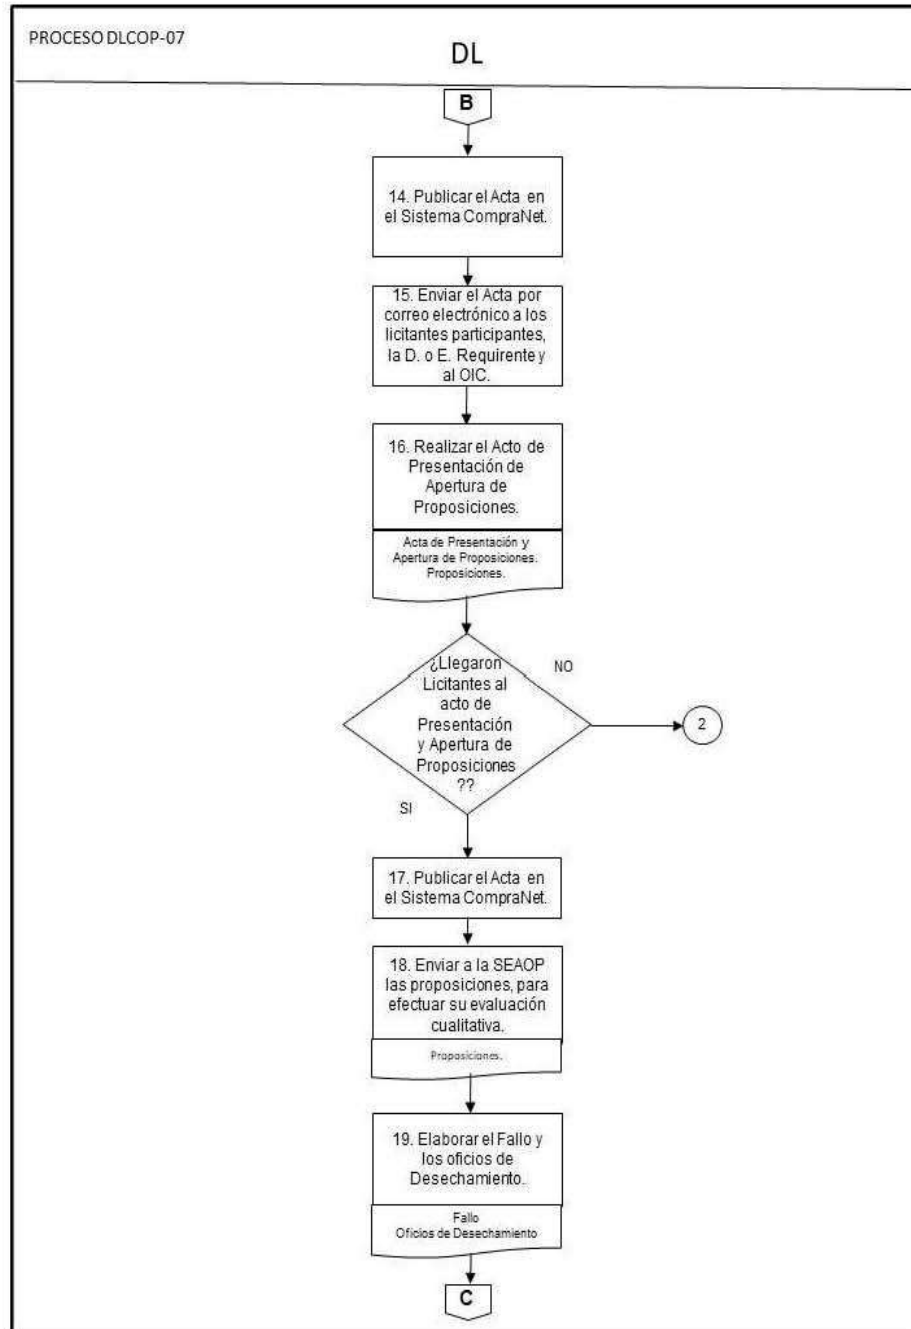 PROCESO DLCOP-07
DL
B
14. Publicar el Acta en
el Sistema CompraNet.
15. Enviar el Acta por
correo electrónico a los
licitantes participantes,
la D. o E. Requirente y
al OIC.
16. Realizar el Acto de
Presentación de
Apertura de
Proposiciones.
Acta de Presentación y
Apertura de Proposiciones.
Proposiciones.
¿Llegaron
Licitantes al
acto de
Presentación
y Apertura de
Proposiciones
??
NO
2
SI
17. Publicar el Acta en
el Sistema CompraNet.
18. Enviar a la SEAOP
las proposiciones, para
efectuar su evaluación
cualitativa.
Proposiciones.
19. Elaborar el Fallo y
los oficios de
Desechamiento.
Fallo
Oficios de Desechamiento
C